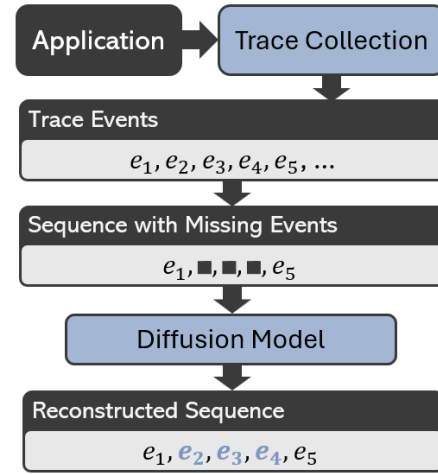 Application
Trace Collection
Trace Events
e₁, e₂, e₃, e₄, e₅, ...
Sequence with Missing Events
e₁, ■, ■, ■, e₅
Diffusion Model
Reconstructed Sequence
e₁, e₂, e₃, e₄, e₅